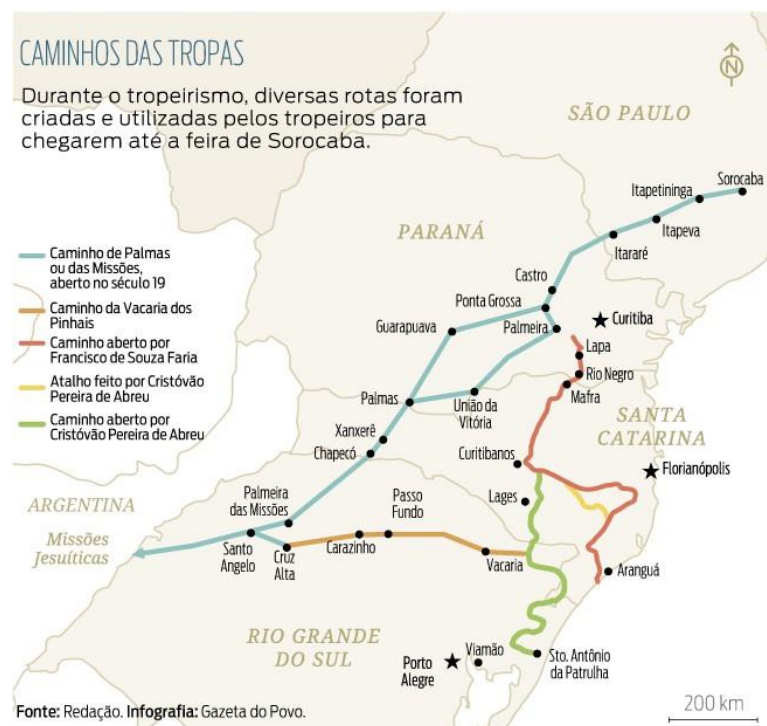 CAMINHOS DAS TROPAS
Durante o tropeirismo, diversas rotas foram
criadas e utilizadas pelos tropeiros para
chegarem até a feira de Sorocaba.
N
SÃO PAULO
Sorocaba
Itapetininga
Itapeva
Itararé
PARANÁ
Caminho de Palmas
ou das Missões,
aberto no século 19
Caminho da Vacaria dos
Pinhais
Caminho aberto por
Francisco de Souza Faria
Atalho feito por Cristóvão
Pereira de Abreu
Caminho aberto por
Cristóvão Pereira de Abreu
Castro
Ponta Grossa
Guarapuava
Palmeira
Curitiba
Lapa
Rio Negro
Mafra
Palmas
União da
Vitória
SANTA
CATARINA
Xanxerê
Chapecó
Curitibanos
Florianópolis
Lages
ARGENTINA
Missões
Jesuíticas
Palmeira
das Missões
Passo
Fundo
Santo
Angelo
Cruz
Alta
Carazinho
Vacaria
Aranguá
RIO GRANDE
DO SUL
Porto
Alegre
Viamão
Sto. Antônio
da Patrulha
200 km
Fonte: Redação. Infografia: Gazeta do Povo.